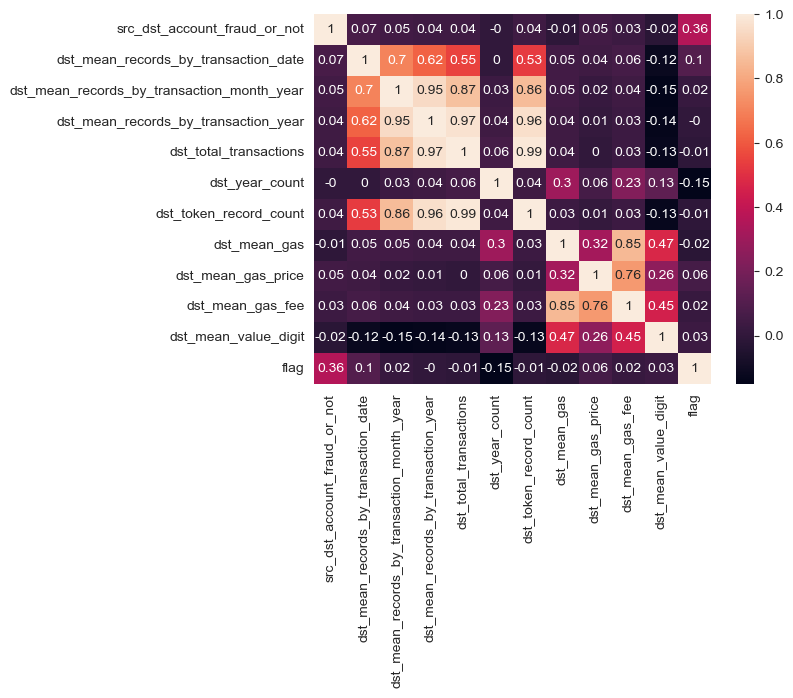 src_dst_account_fraud_or_not 1 0.07 0.05 0.04 0.04 -0 0.04 -0.01 0.05 0.03 -0.02 0.36
dst_mean_records_by_transaction_date 0.07 1 0.7 0.62 0.55 0 0.53 0.05 0.04 0.06 -0.12 0.1
dst_mean_records_by_transaction_month_year 0.05 0.7 1 0.95 0.87 0.03 0.86 0.05 0.02 0.04 -0.15 0.02
dst_mean_records_by_transaction_year 0.04 0.62 0.95 1 0.97 0.04 0.96 0.04 0.01 0.03 -0.14 -0
dst_total_transactions 0.04 0.55 0.87 0.97 1 0.06 0.99 0.04 0 0.03 -0.13 -0.01
dst_year_count -0 0 0.03 0.04 0.06 1 0.04 0.3 0.06 0.23 0.13 -0.15
dst_token_record_count 0.04 0.53 0.86 0.96 0.99 0.04 1 0.03 0.01 0.03 -0.13 -0.01
dst_mean_gas -0.01 0.05 0.05 0.04 0.04 0.3 0.03 1 0.32 0.85 0.47 -0.02
dst_mean_gas_price 0.05 0.04 0.02 0.01 0 0.06 0.01 0.32 1 0.76 0.26 0.06
dst_mean_gas_fee 0.03 0.06 0.04 0.03 0.03 0.23 0.03 0.85 0.76 1 0.45 0.02
dst_mean_value_digit -0.02 -0.12 -0.15 -0.14 -0.13 0.13 -0.13 0.47 0.26 0.45 1 0.03
flag 0.36 0.1 0.02 -0 -0.01 -0.15 -0.01 -0.02 0.06 0.02 0.03 1
src_dst_account_fraud_or_not
dst_mean_records_by_transaction_date
dst_mean_records_by_transaction_month_year
dst_mean_records_by_transaction_year
dst_total_transactions
dst_year_count
dst_token_record_count
dst_mean_gas
dst_mean_gas_price
dst_mean_gas_fee
dst_mean_value_digit
flag
1.0
0.8
0.6
0.4
0.2
0.0